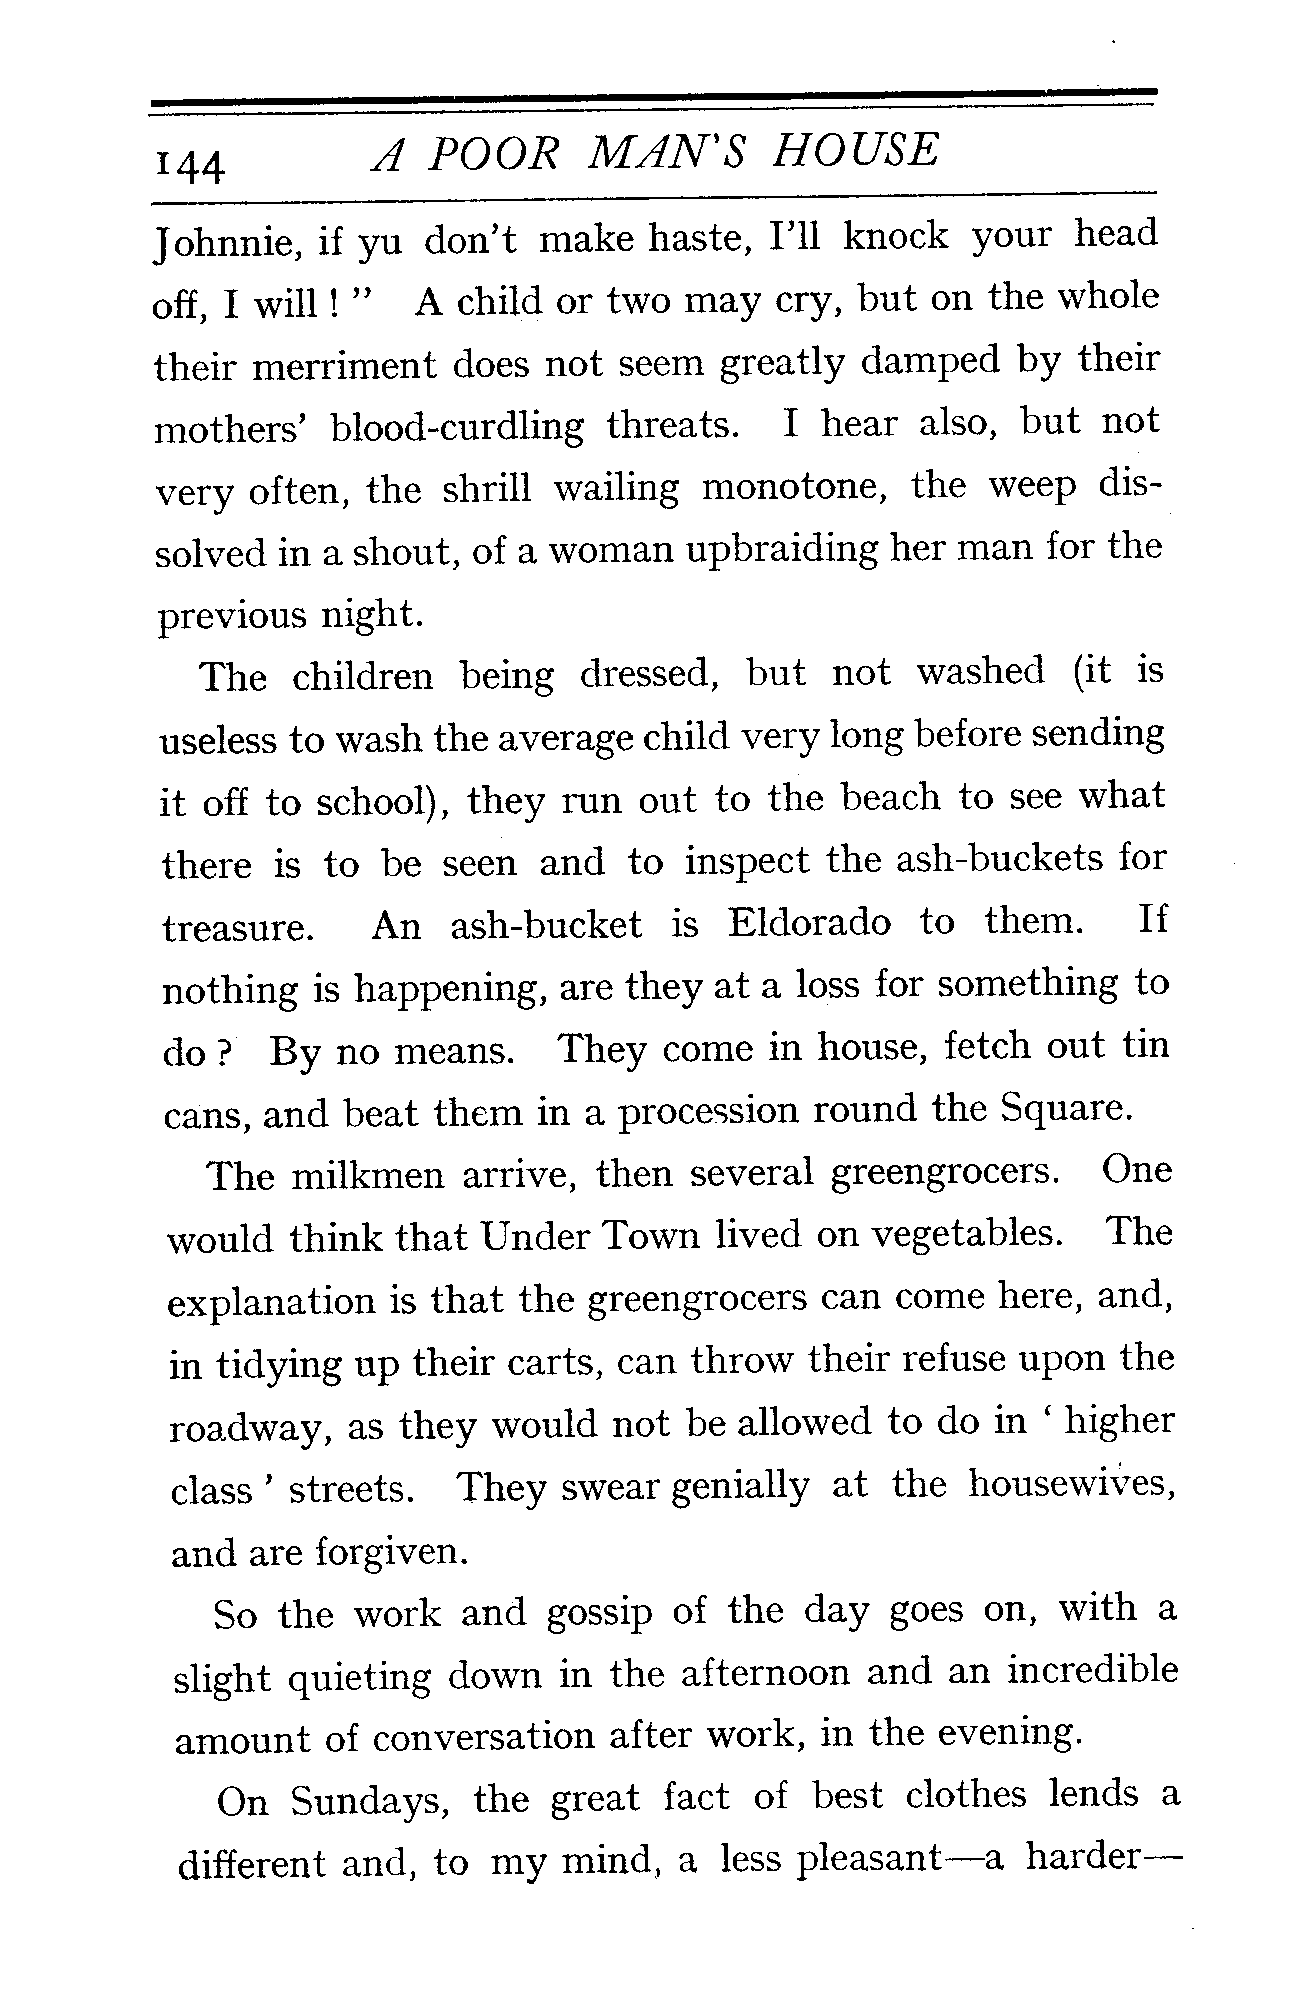 144 A POOR MAN'S HOUSE
Johnnie, if yu don't make haste, I'll knock your head
off, I will ! " A child or two may cry, but on the whole
their merriment does not seem greatly damped by their
mothers' blood-curdling threats. I hear also, but not
very often, the shrill wailing monotone, the weep dis-
solved in a shout, of a woman upbraiding her man for the
previous night.
The children being dressed, but not washed (it is
useless to wash the average child very long before sending
it off to school), they run out to the beach to see what
there is to be seen and to inspect the ash-buckets for
treasure. An ash-bucket is Eldorado to them. If
nothing is happening, are they at a loss for something to
do ? By no means. They come in house, fetch out tin
cans, and beat them in a procession round the Square.
The milkmen arrive, then several greengrocers. One
would think that Under Town lived on vegetables. The
explanation is that the greengrocers can come here, and,
in tidying up their carts, can throw their refuse upon the
roadway, as they would not be allowed to do in ' higher
class ' streets. They swear genially at the housewives,
and are forgiven.
So the work and gossip of the day goes on, with a
slight quieting down in the afternoon and an incredible
amount of conversation after work, in the evening.
On Sundays, the great fact of best clothes lends a
different and, to my mind, a less pleasant—a harder—